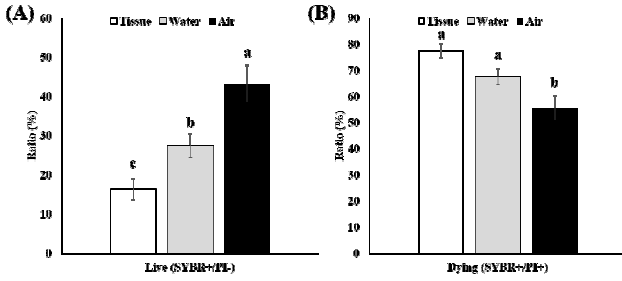 (A)
60
50
40
30
20
10
0
Ratio (%)
Tissue Water Air
c
b
a
Live (SYBR+/PI-)
(B)
90
80
70
60
50
40
30
20
10
0
Ratio (%)
Tissue Water Air
a
a
b
Dying (SYBR+/PI+)